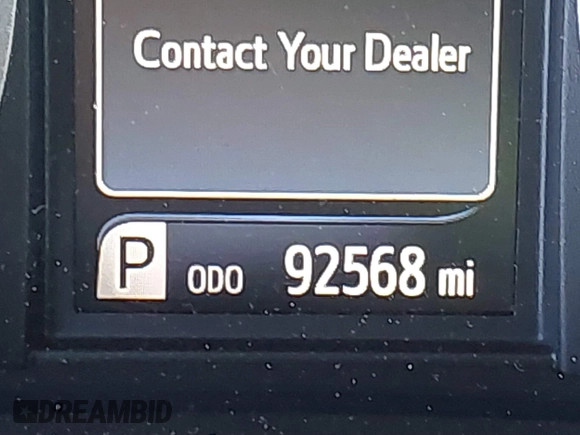 Contact Your Dealer
P ODO 92568 mi
DREAMBID